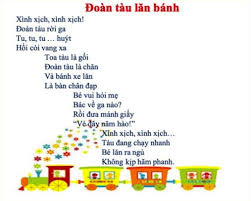 Đoàn tàu lăn bánh
Xình xịch, xình xịch!
Đoàn tàu rời ga
Tu, tu, tu … huýt
Hồi còi vang xa
Toa tàu là gối
Đoàn tàu là chăn
Và bánh xe lăn
Là bàn chân đạp
Bé vui hỏi mẹ
Bác về ga nào?
Rồi đưa mảnh giấy
"Vé đây năm hào!"
Xình xịch, xình xịch…
Tàu đang chạy nhanh
Bé lăn ra ngủ
Không kịp hãm phanh.